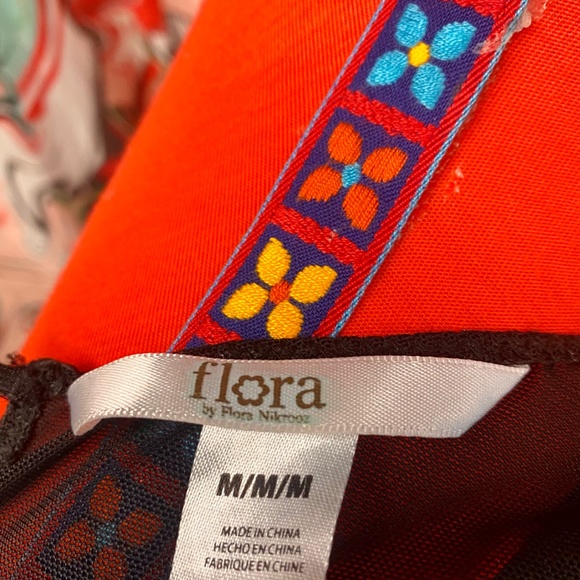 flora
by Flora Nikrooz
M/M/M
MADE IN CHINA
HECHO EN CHINA
FABRIQUE EN CHINE